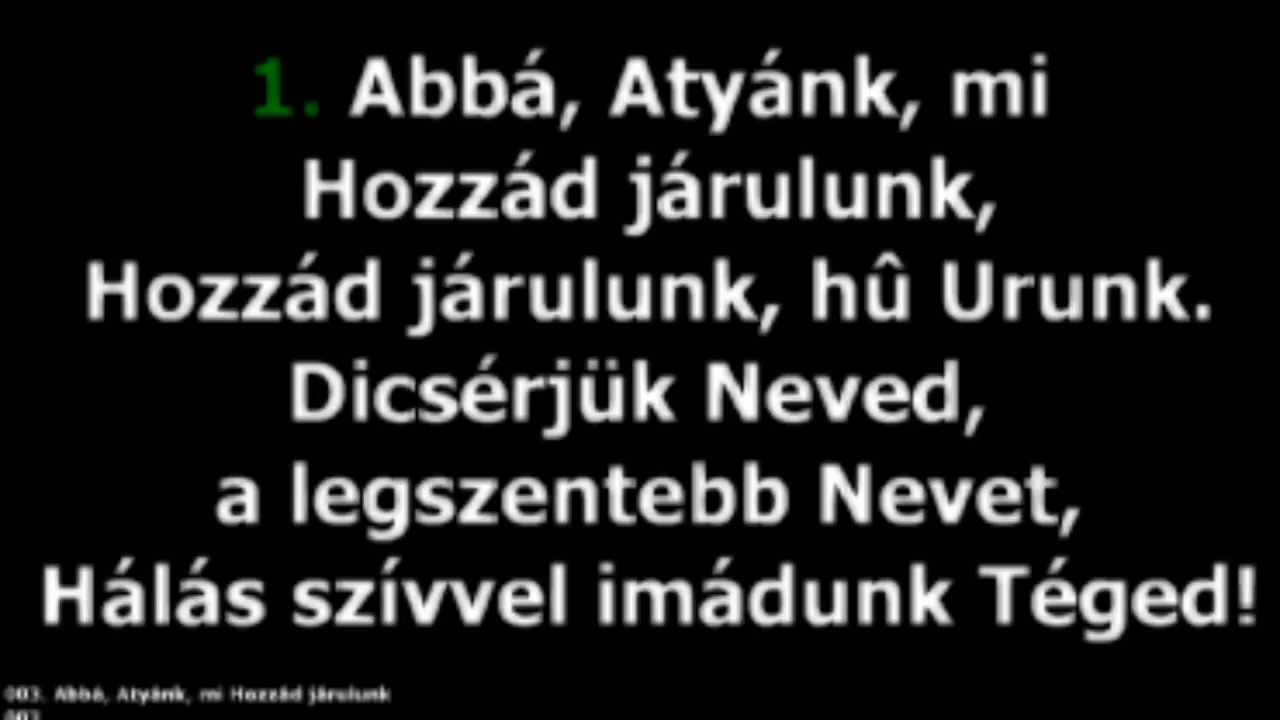 1. Abbá, Atyánk, mi
Hozzád járulunk,
Hozzád járulunk, hû Urunk.
Dicsérjük Neved,
a legszentebb Nevet,
Hálás szívvel imádunk Téged!
003. Abbá, Atyánk, mi Hozzád járulunk